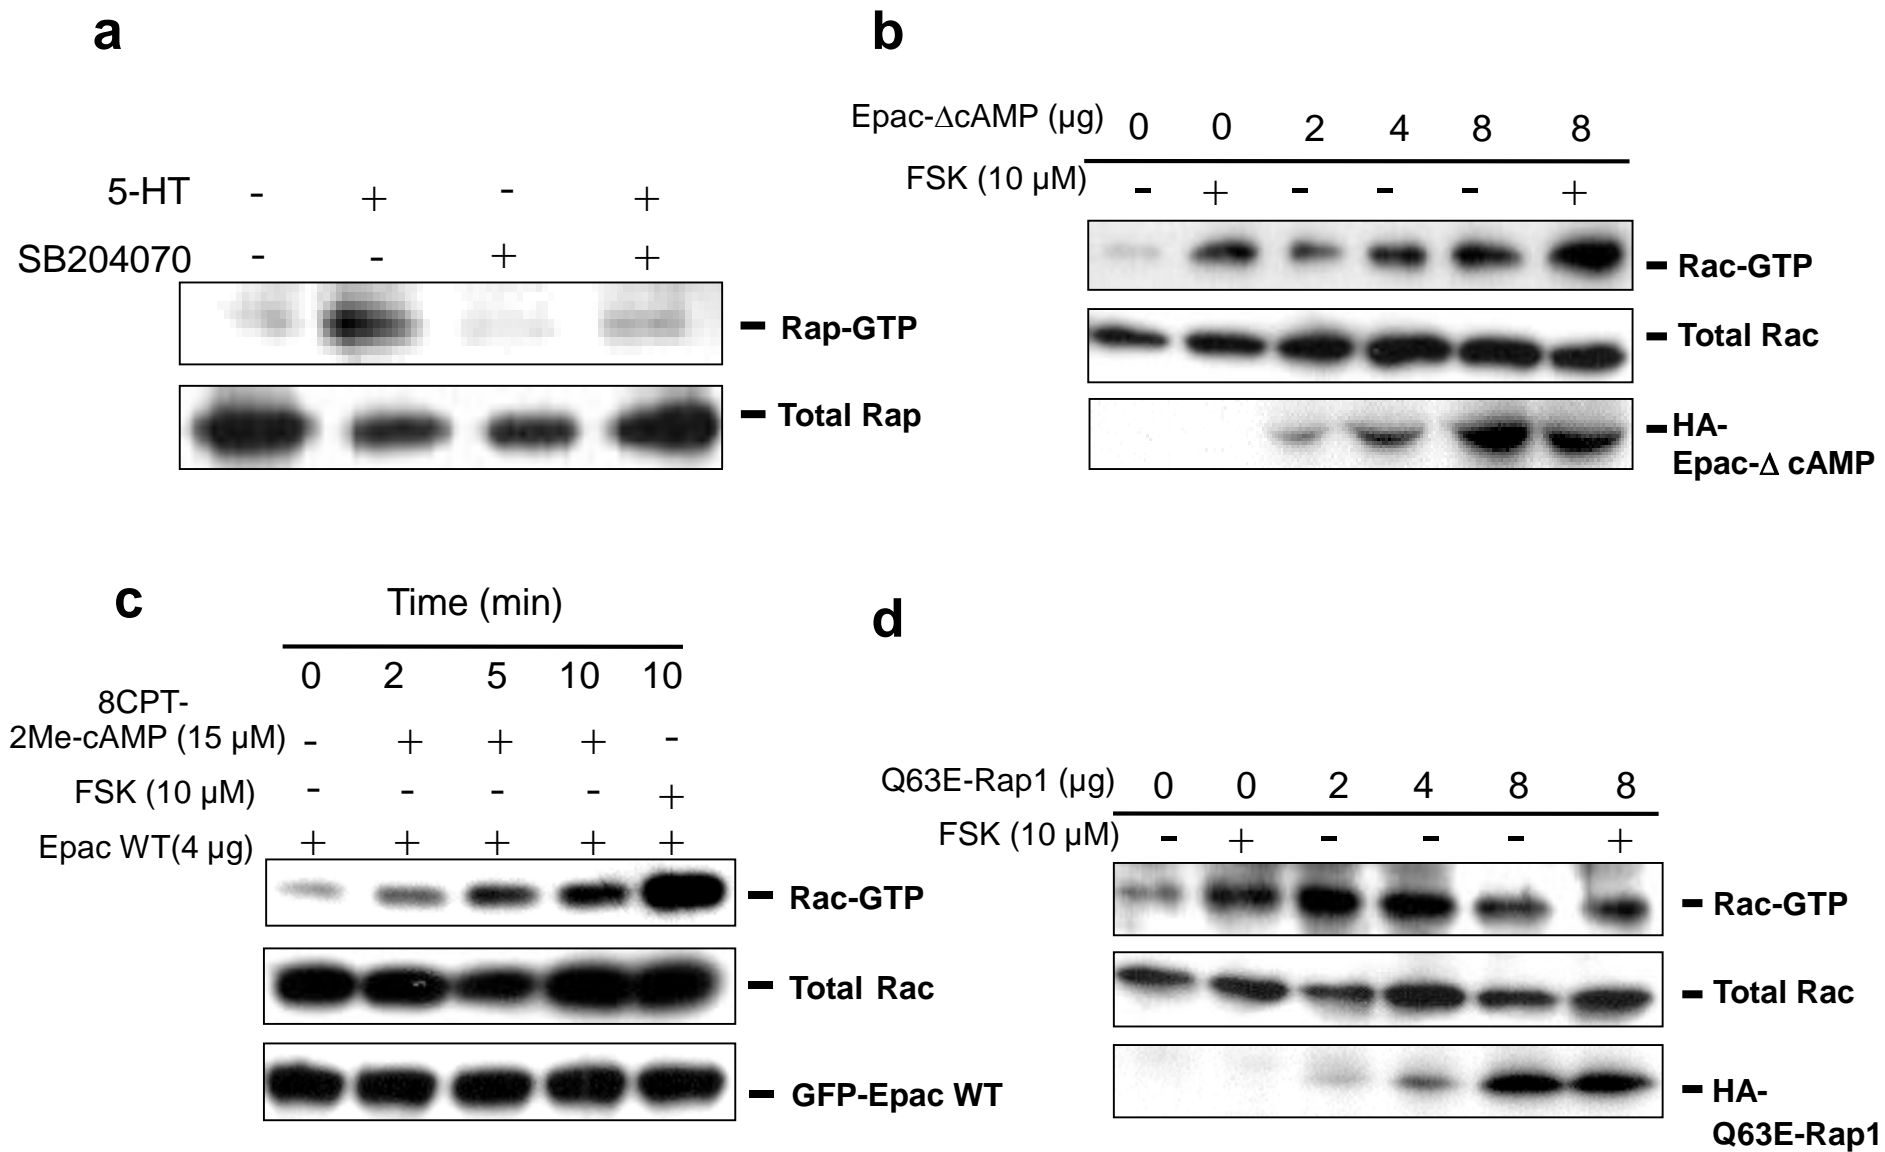 a
5-HT - + - +
SB204070 - - + +
Rap-GTP
Total Rap
b
Epac-ΔcAMP (µg) 0 0 2 4 8 8
FSK (10 µM) - + - - - +
Rac-GTP
Total Rac
HA-
Epac-Δ cAMP
c
Time (min)
0 2 5 10 10
8CPT-
2Me-cAMP (15 µM) - + + + -
FSK (10 µM) - - - - +
Epac WT(4 µg) + + + + +
Rac-GTP
Total Rac
GFP-Epac WT
d
Q63E-Rap1 (µg) 0 0 2 4 8 8
FSK (10 µM) - + - - - +
Rac-GTP
Total Rac
HA-
Q63E-Rap1